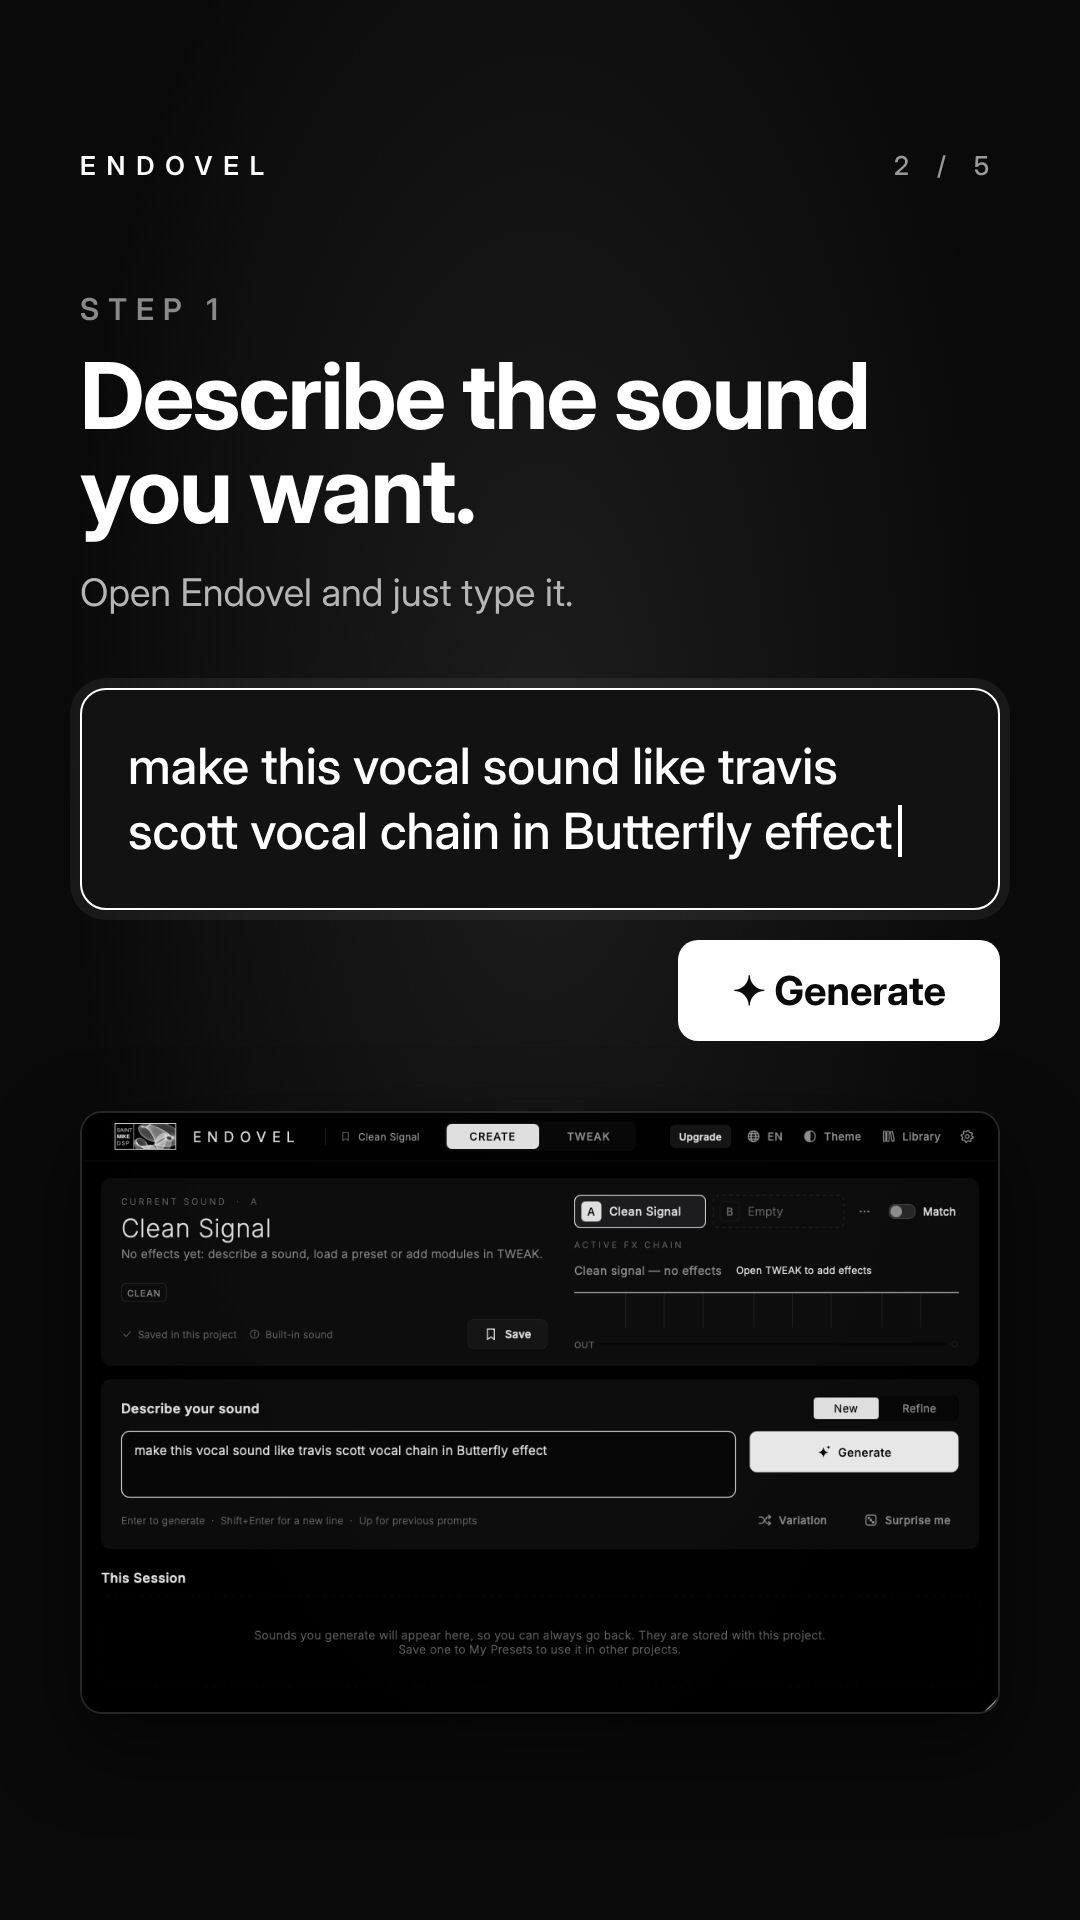 ENDOVEL
2 / 5
STEP 1
Describe the sound
you want.
Open Endovel and just type it.
make this vocal sound like travis
scott vocal chain in Butterfly effect
✦ Generate
SAINT
MIKE
DSP
ENDOVEL
Clean Signal
CREATE
TWEAK
Upgrade
EN
Theme
Library
CURRENT SOUND · A
Clean Signal
No effects yet: describe a sound, load a preset or add modules in TWEAK.
CLEAN
Saved in this project
Built-in sound
Save
A Clean Signal
B Empty
...
Match
ACTIVE FX CHAIN
Clean signal — no effects
Open TWEAK to add effects
OUT
Describe your sound
New
Refine
make this vocal sound like travis scott vocal chain in Butterfly effect
Generate
Enter to generate · Shift+Enter for a new line · Up for previous prompts
Variation
Surprise me
This Session
Sounds you generate will appear here, so you can always go back. They are stored with this project.
Save one to My Presets to use it in other projects.